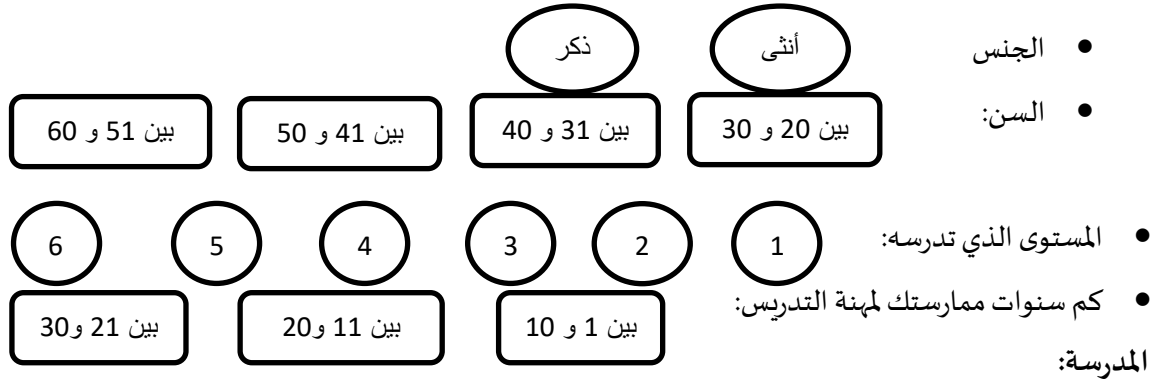 • الجنس أنثى ذكر
• السن: بين 20 و 30 بين 31 و 40 بين 41 و 50 بين 51 و 60
• المستوى الذي تدرسه: 1 2 3 4 5 6
• كم سنوات ممارستك لمهنة التدريس: بين 1 و 10 بين 11 و20 بين 21 و30
المدرسة: